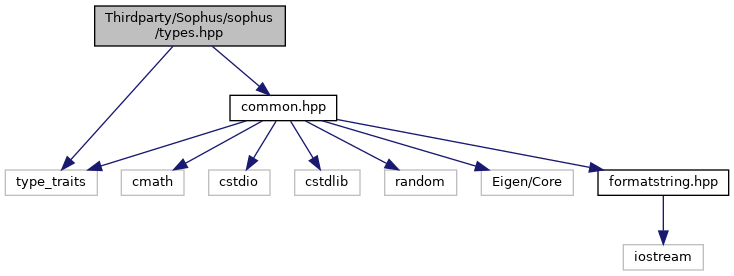 Thirdparty/Sophus/sophus
/types.hpp
common.hpp
type_traits
cmath
cstdio
cstdlib
random
Eigen/Core
formatstring.hpp
iostream